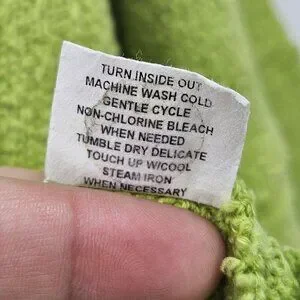 TURN INSIDE OUT
MACHINE WASH COLD
GENTLE CYCLE
NON-CHLORINE BLEACH
WHEN NEEDED
TUMBLE DRY DELICATE
TOUCH UP W/COOL
STEAM IRON
WHEN NECESSARY